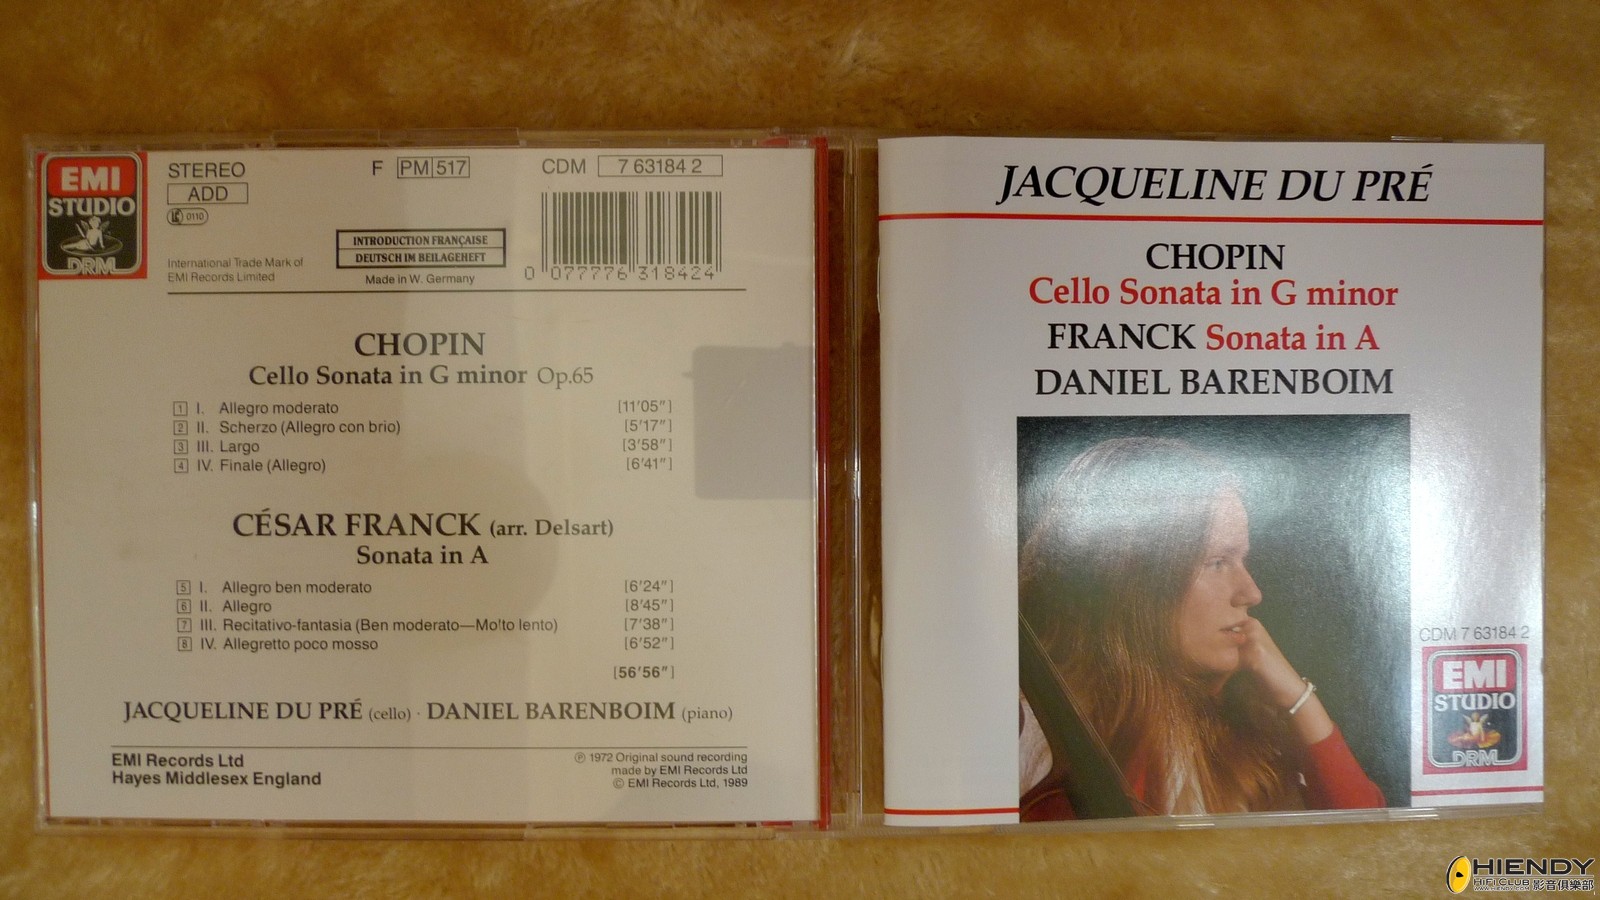 EMI
STUDIO
DRM
STEREO
ADD
LC 0110
International Trade Mark of
EMI Records Limited
F PM 517
CDM 7 63184 2
INTRODUCTION FRANÇAISE
DEUTSCH IM BEILAGEHEFT
Made in W. Germany
0 077776 318424
CHOPIN
Cello Sonata in G minor Op.65
1 I. Allegro moderato [11'05"]
2 II. Scherzo (Allegro con brio) [5'17"]
3 III. Largo [3'58"]
4 IV. Finale (Allegro) [6'41"]
CÉSAR FRANCK (arr. Delsart)
Sonata in A
5 I. Allegro ben moderato [6'24"]
6 II. Allegro [8'45"]
7 III. Recitativo-fantasia (Ben moderato—Molto lento) [7'38"]
8 IV. Allegretto poco mosso [6'52"]
[56'56"]
JACQUELINE DU PRÉ (cello) · DANIEL BARENBOIM (piano)
EMI Records Ltd
Hayes Middlesex England
℗ 1972 Original sound recording
made by EMI Records Ltd
© EMI Records Ltd, 1989
JACQUELINE DU PRÉ
CHOPIN
Cello Sonata in G minor
FRANCK Sonata in A
DANIEL BARENBOIM
CDM 7 63184 2
EMI
STUDIO
DRM
HIENDY
HiFi CLUB 影音俱樂部